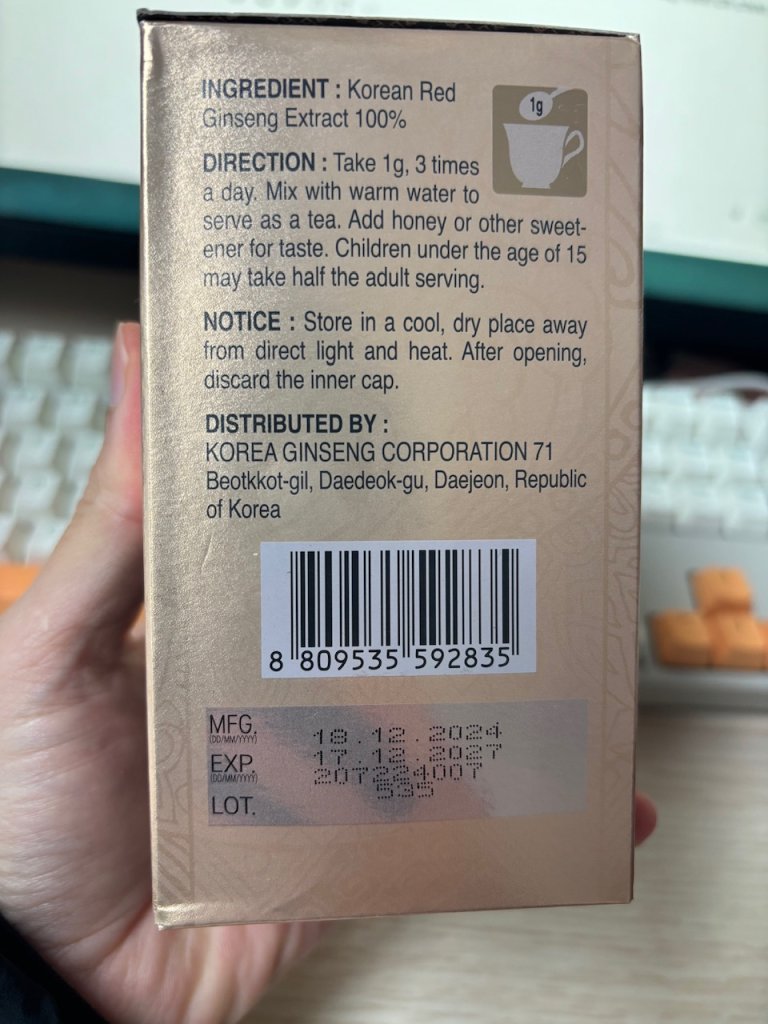 INGREDIENT : Korean Red
Ginseng Extract 100%
1g
DIRECTION : Take 1g, 3 times
a day. Mix with warm water to
serve as a tea. Add honey or other sweet-
ener for taste. Children under the age of 15
may take half the adult serving.
NOTICE : Store in a cool, dry place away
from direct light and heat. After opening,
discard the inner cap.
DISTRIBUTED BY :
KOREA GINSENG CORPORATION 71
Beotkkot-gil, Daedeok-gu, Daejeon, Republic
of Korea
8 809535 592835
MFG. (DD/MM/YYYY) 18.12.2024
EXP. (DD/MM/YYYY) 17.12.2027
207224007
LOT. 535